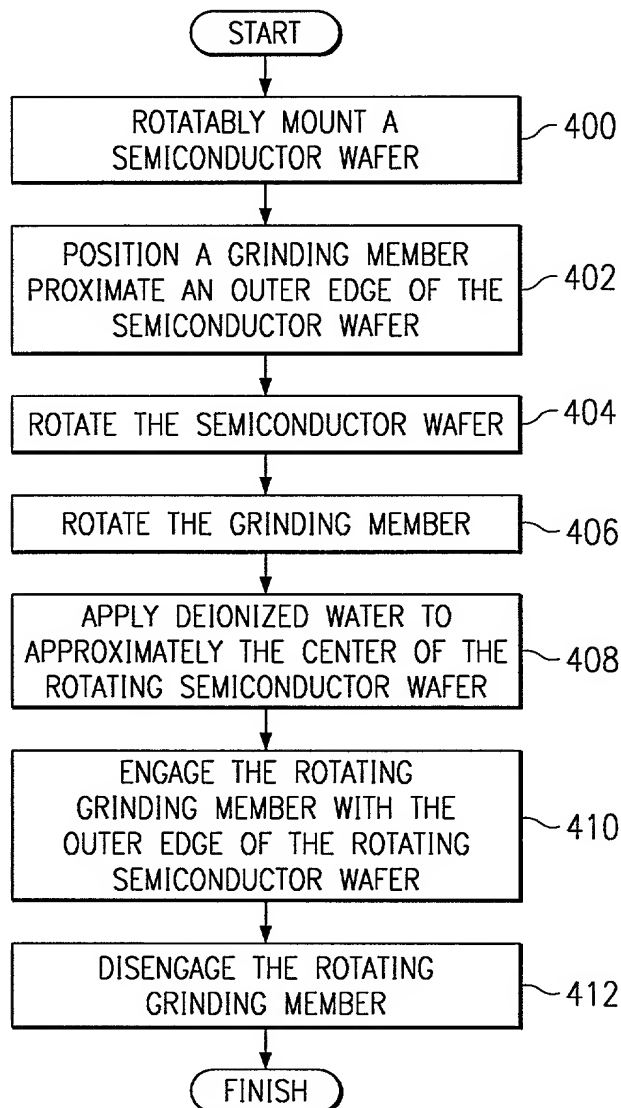 START
ROTATABLY MOUNT A
SEMICONDUCTOR WAFER
400
POSITION A GRINDING MEMBER
PROXIMATE AN OUTER EDGE OF THE
SEMICONDUCTOR WAFER
402
ROTATE THE SEMICONDUCTOR WAFER
404
ROTATE THE GRINDING MEMBER
406
APPLY DEIONIZED WATER TO
APPROXIMATELY THE CENTER OF THE
ROTATING SEMICONDUCTOR WAFER
408
ENGAGE THE ROTATING
GRINDING MEMBER WITH THE
OUTER EDGE OF THE ROTATING
SEMICONDUCTOR WAFER
410
DISENGAGE THE ROTATING
GRINDING MEMBER
412
FINISH